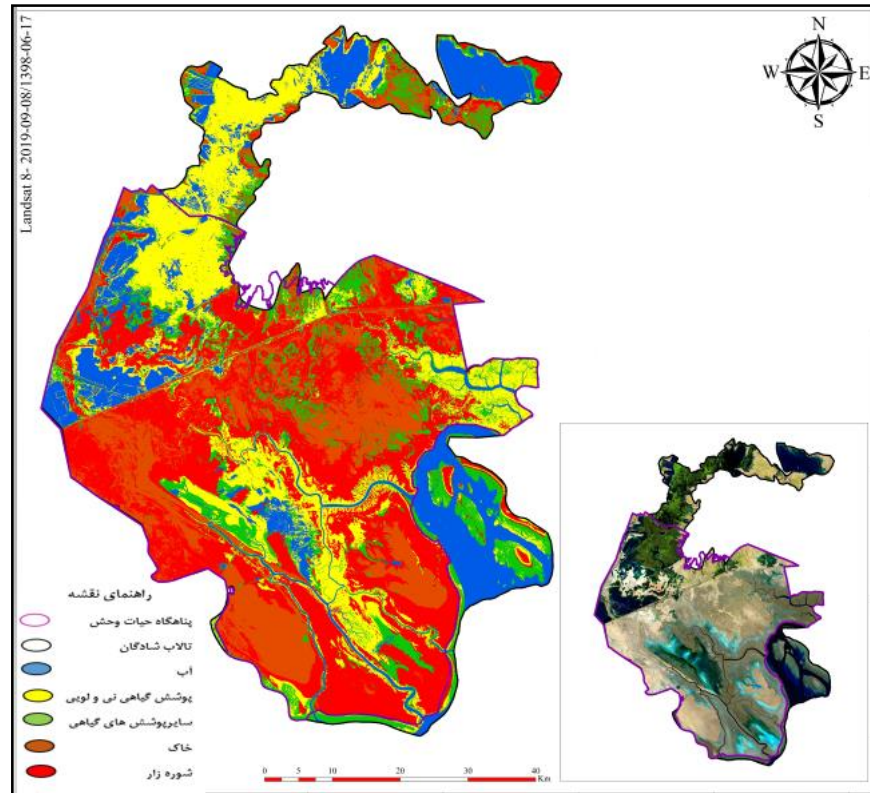 Landsat 8- 2019-09-08/1398-06-17
N
W
E
S
راهنمای نقشه
پناهگاه حیات وحش
تالاب شادگان
آب
پوشش گیاهی نی و لویی
سایرپوشش های گیاهی
خاک
شوره زار
0 5 10 20 30 40
Km